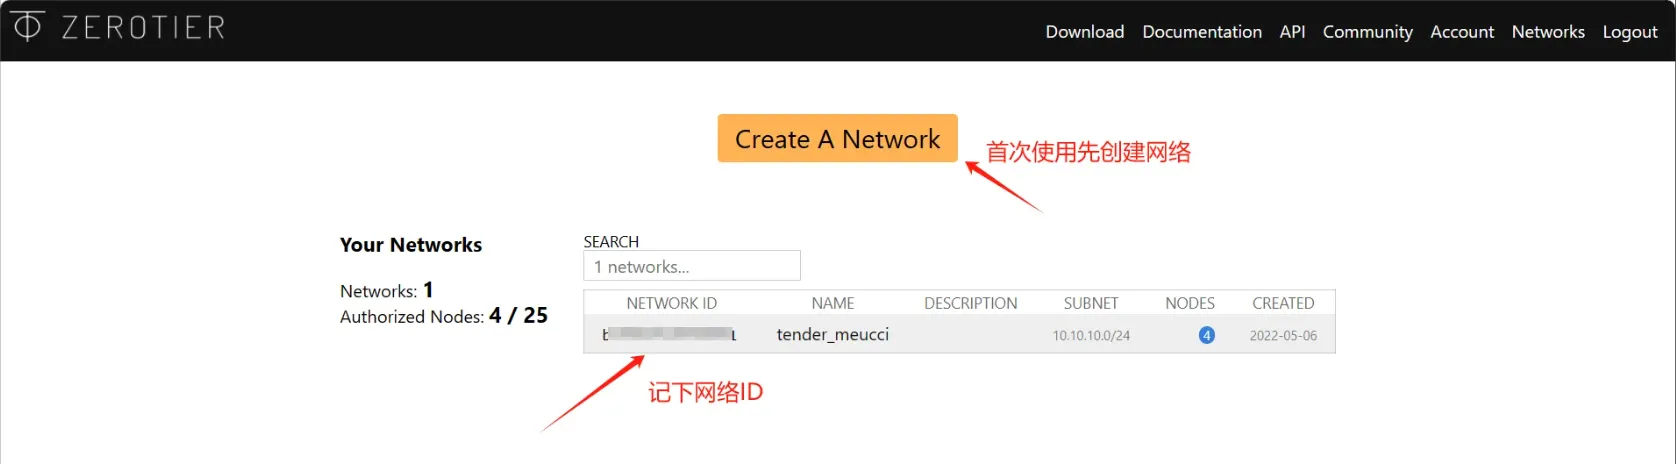 ZEROTIER
Download Documentation API Community Account Networks Logout
Create A Network
首次使用先创建网络
Your Networks
Networks: 1
Authorized Nodes: 4 / 25
SEARCH
1 networks...
NETWORK ID NAME DESCRIPTION SUBNET NODES CREATED
tender_meucci 10.10.10.0/24 4 2022-05-06
记下网络ID